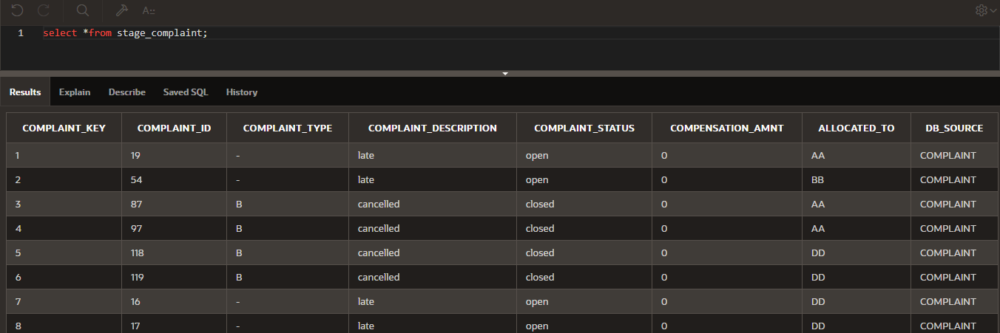 A::
1 select *from stage_complaint;
Results Explain Describe Saved SQL History
COMPLAINT_KEY COMPLAINT_ID COMPLAINT_TYPE COMPLAINT_DESCRIPTION COMPLAINT_STATUS COMPENSATION_AMNT ALLOCATED_TO DB_SOURCE
1 19 - late open 0 AA COMPLAINT
2 54 - late open 0 BB COMPLAINT
3 87 B cancelled closed 0 AA COMPLAINT
4 97 B cancelled closed 0 AA COMPLAINT
5 118 B cancelled closed 0 DD COMPLAINT
6 119 B cancelled closed 0 DD COMPLAINT
7 16 - late open 0 DD COMPLAINT
8 17 - late open 0 DD COMPLAINT